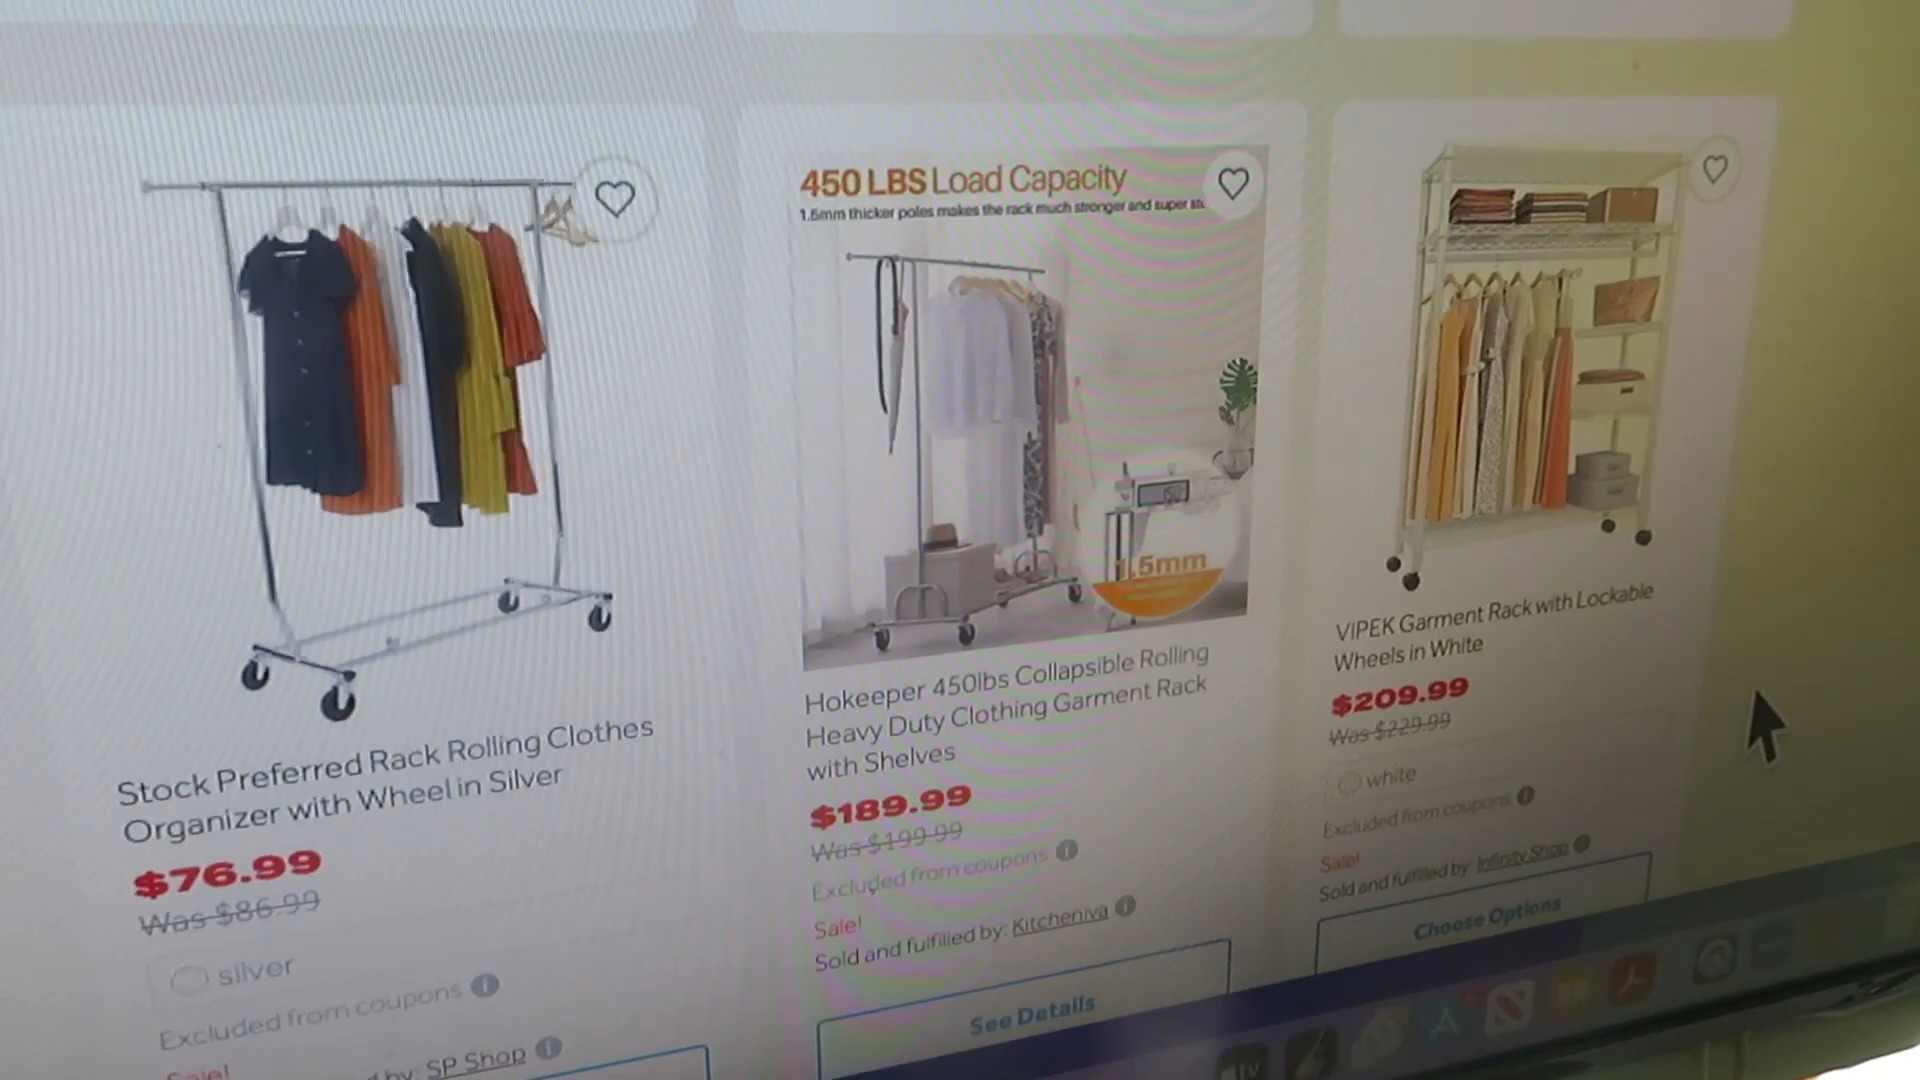 Stock Preferred Rack Rolling Clothes
Organizer with Wheel in Silver
$76.99
Was $86.99
silver
Excluded from coupons
Sale!
by: SP Shop
450 LBS Load Capacity
1.5mm thicker poles makes the rack much stronger and super
1.5mm
Hokeeper 450lbs Collapsible Rolling
Heavy Duty Clothing Garment Rack
with Shelves
$189.99
Was $199.99
Excluded from coupons
Sale!
Sold and fulfilled by: Kitcheniva
See Details
VIPEK Garment Rack with Lockable
Wheels in White
$209.99
Was $229.99
white
Excluded from coupons
Sale!
Sold and fulfilled by: Infinity Shop
Choose Options
tv